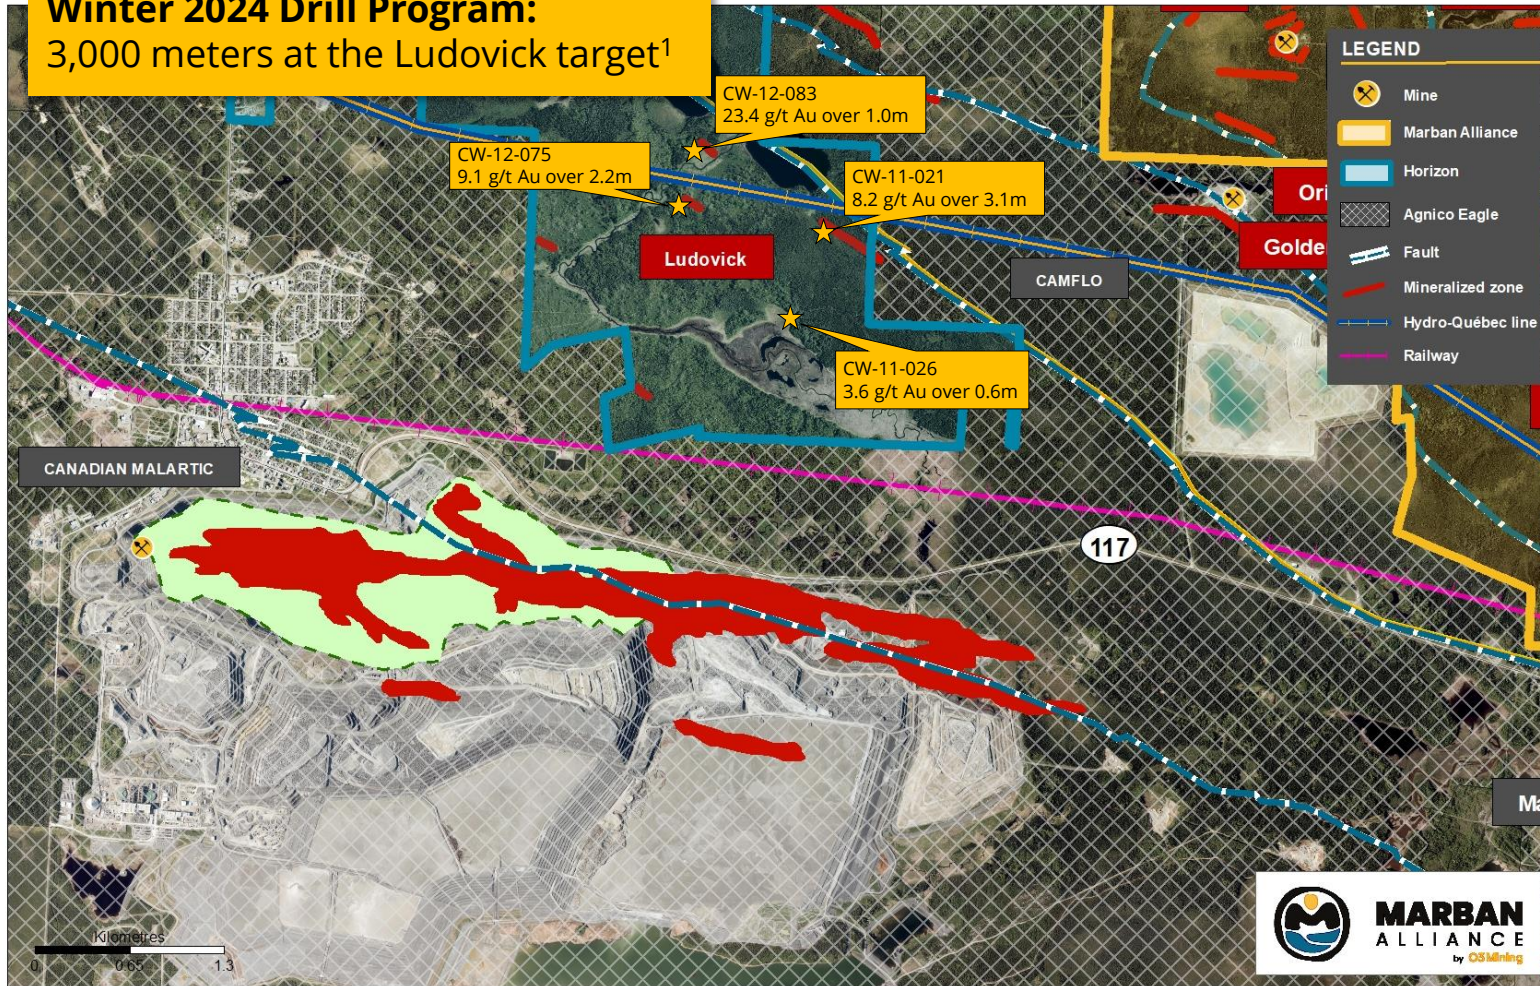 Winter 2024 Drill Program:
3,000 meters at the Ludovick target¹
CW-12-083
23.4 g/t Au over 1.0m
CW-12-075
9.1 g/t Au over 2.2m
CW-11-021
8.2 g/t Au over 3.1m
Ludovick
CAMFLO
CW-11-026
3.6 g/t Au over 0.6m
LEGEND
Mine
Marban Alliance
Horizon
Agnico Eagle
Fault
Mineralized zone
Hydro-Québec line
Railway
Ori
Golde
CANADIAN MALARTIC
117
Ma
Kilometres
0 0.65 1.3
MARBAN
ALLIANCE
by O3 Mining